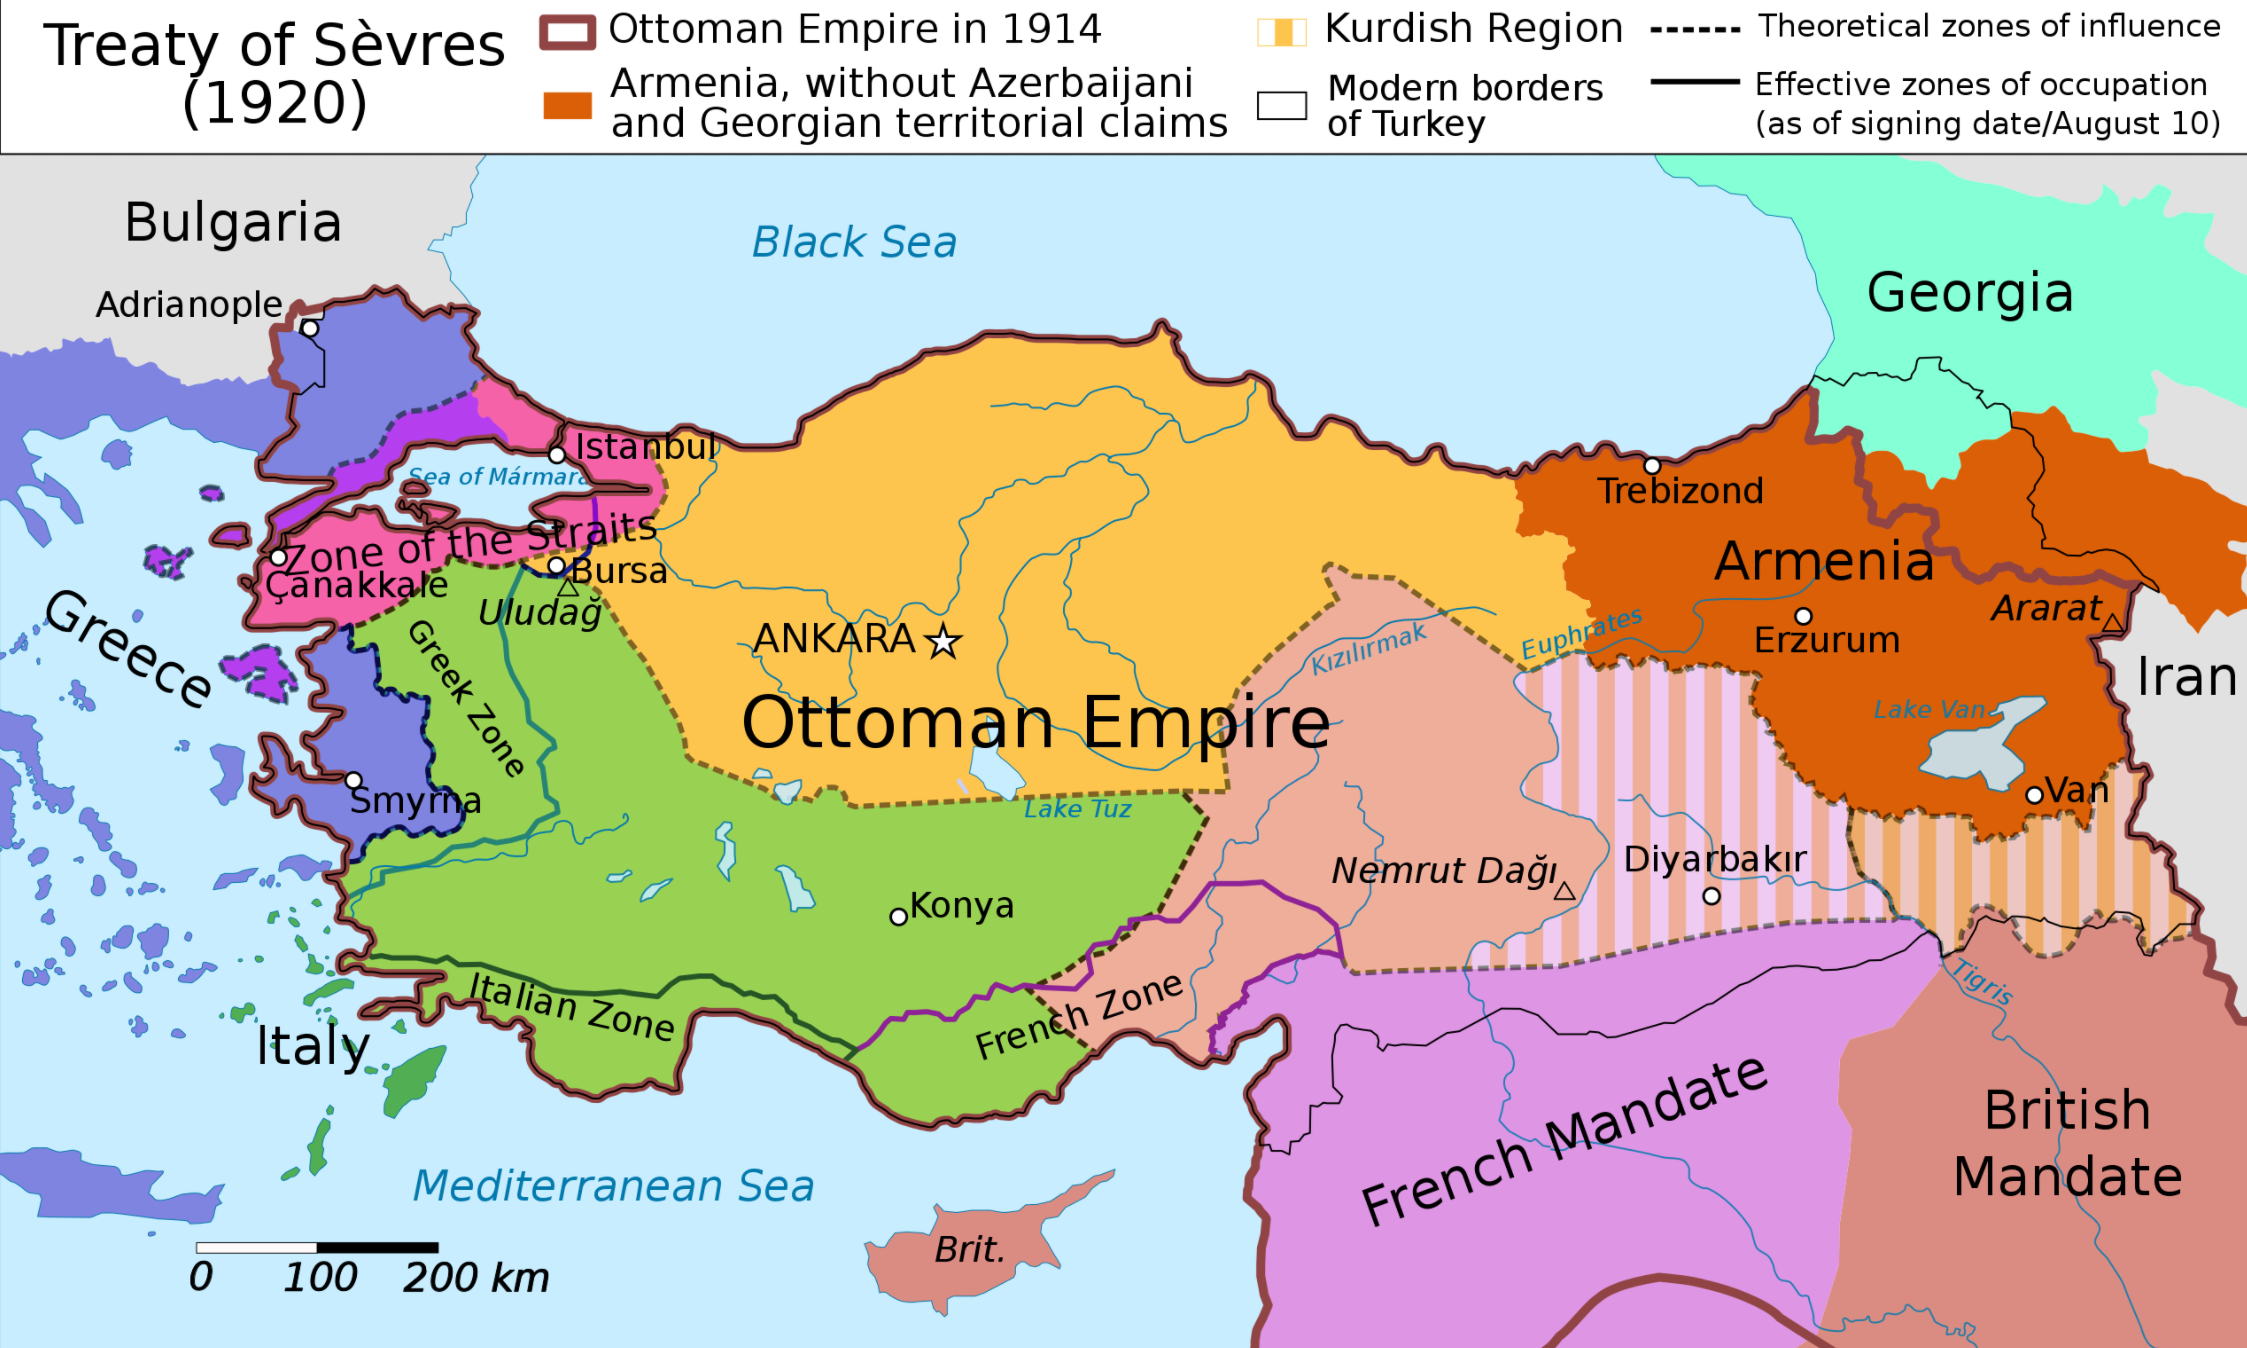 Treaty of Sèvres
(1920)
Ottoman Empire in 1914
Armenia, without Azerbaijani
and Georgian territorial claims
Kurdish Region
Modern borders
of Turkey
Theoretical zones of influence
Effective zones of occupation
(as of signing date/August 10)
Bulgaria
Black Sea
Georgia
Adrianople
Istanbul
Sea of Mármara
Trebizond
Zone of the Straits
Çanakkale
Bursa
Uludağ
Armenia
Ararat
Erzurum
Euphrates
Greece
Greek Zone
ANKARA
Kızılırmak
Iran
Ottoman Empire
Lake Van
Van
Smyrna
Lake Tuz
Nemrut Dağı
Diyarbakır
Konya
Italian Zone
French Zone
Tigris
Italy
French Mandate
British
Mandate
Mediterranean Sea
Brit.
0 100 200 km